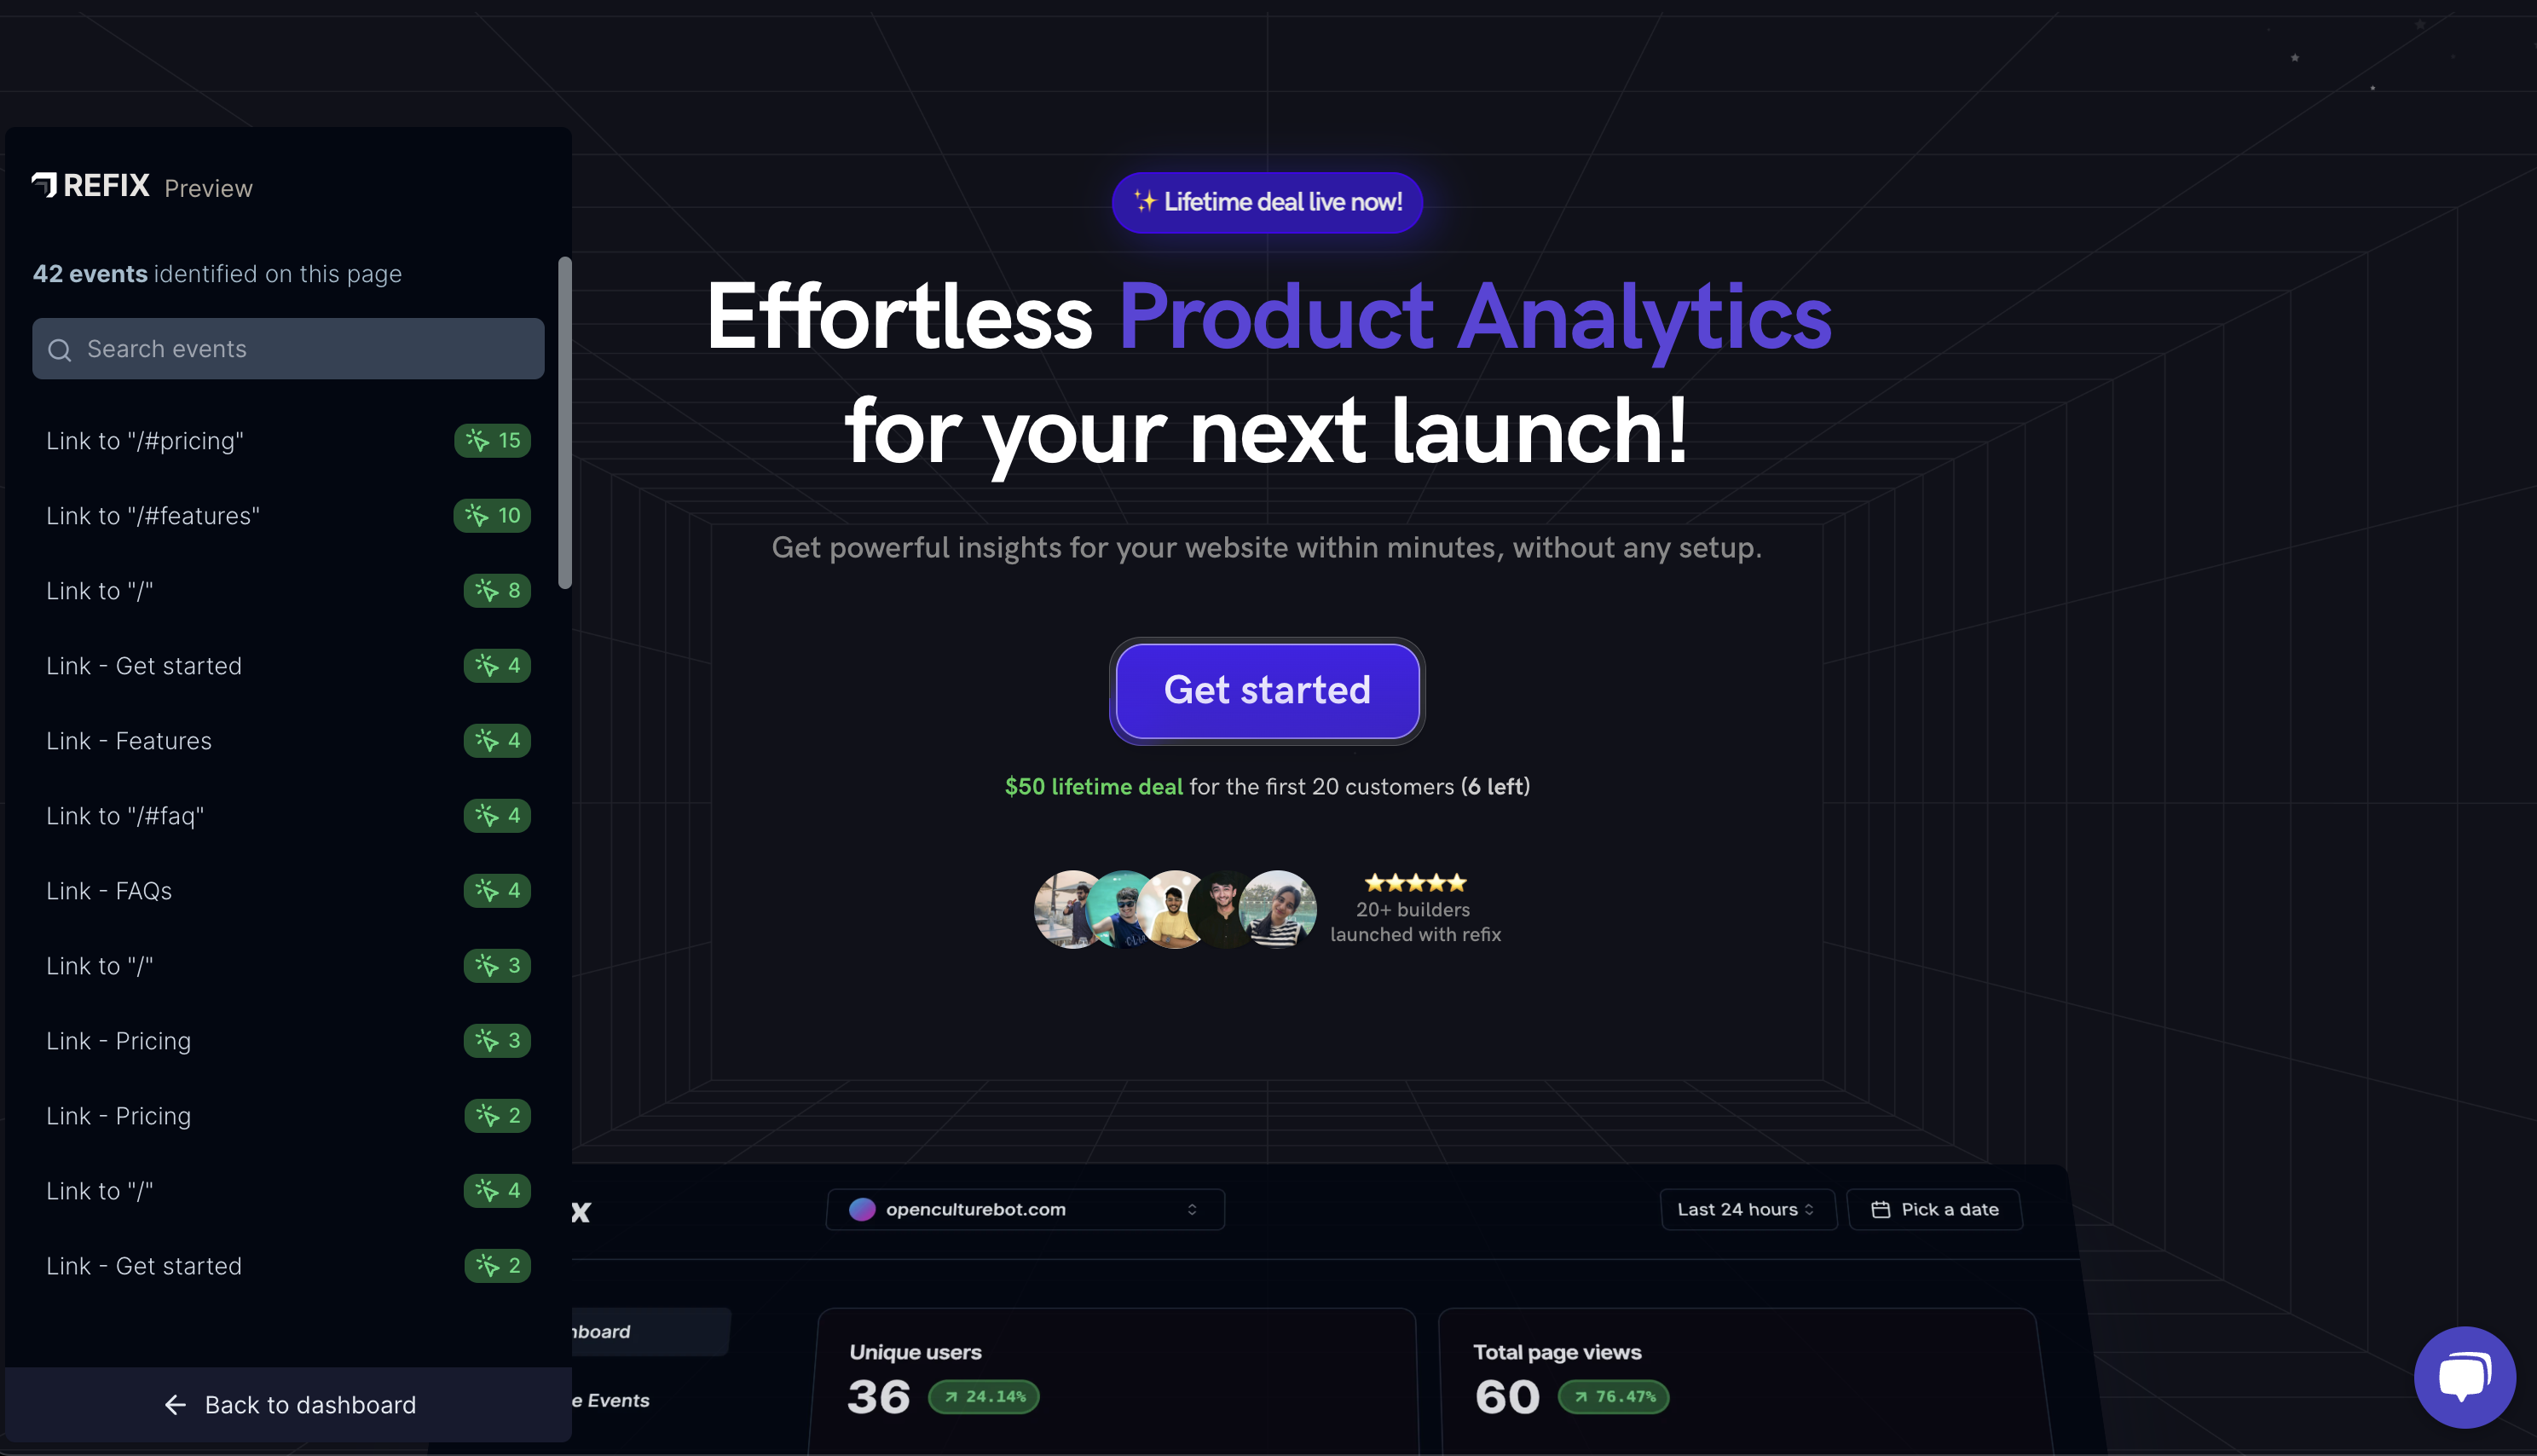 REFIX Preview
42 events identified on this page
Search events
Link to "/#pricing" 15
Link to "/#features" 10
Link to "/" 8
Link - Get started 4
Link - Features 4
Link to "/#faq" 4
Link - FAQs 4
Link to "/" 3
Link - Pricing 3
Link - Pricing 2
Link to "/" 4
Link - Get started 2
Back to dashboard
✨ Lifetime deal live now!
Effortless Product Analytics
for your next launch!
Get powerful insights for your website within minutes, without any setup.
Get started
$50 lifetime deal for the first 20 customers (6 left)
20+ builders
launched with refix
x
openculturebot.com
Last 24 hours
Pick a date
board
e Events
Unique users
36 24.14%
Total page views
60 76.47%